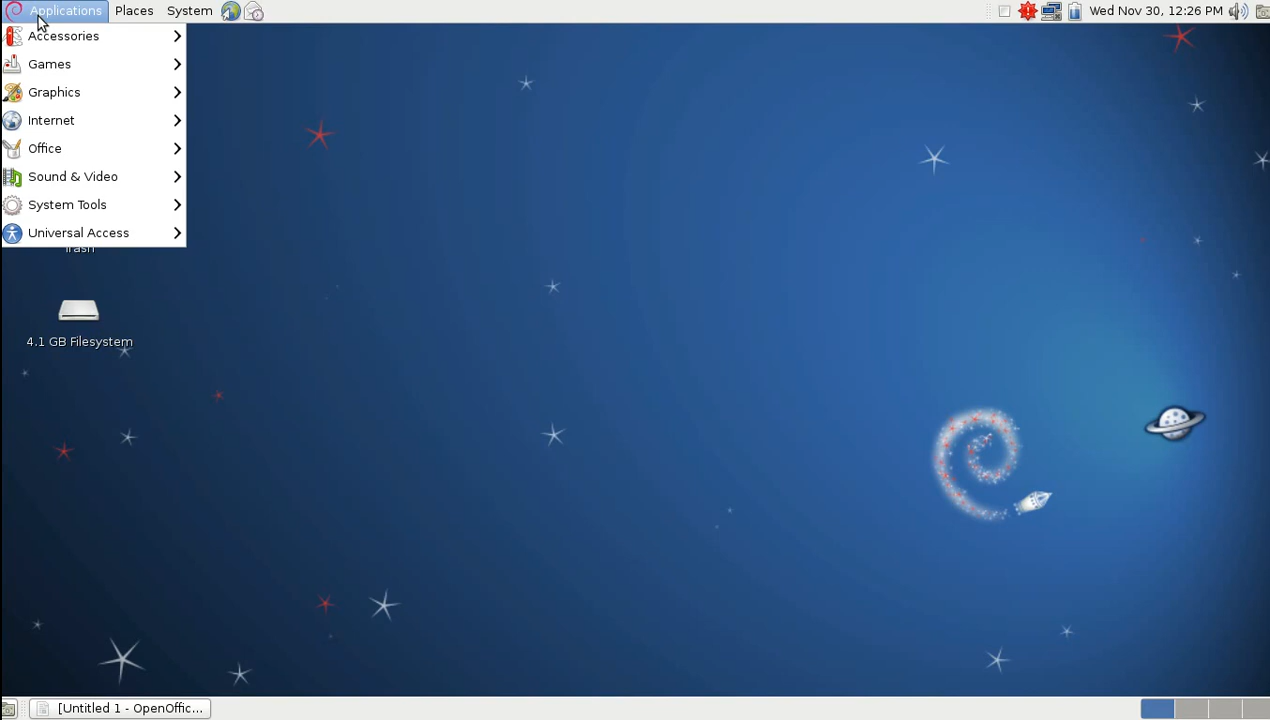 Applications Places System Wed Nov 30, 12:26 PM
Accessories
Games
Graphics
Internet
Office
Sound & Video
System Tools
Universal Access
Trash
4.1 GB Filesystem
[Untitled 1 - OpenOffic...